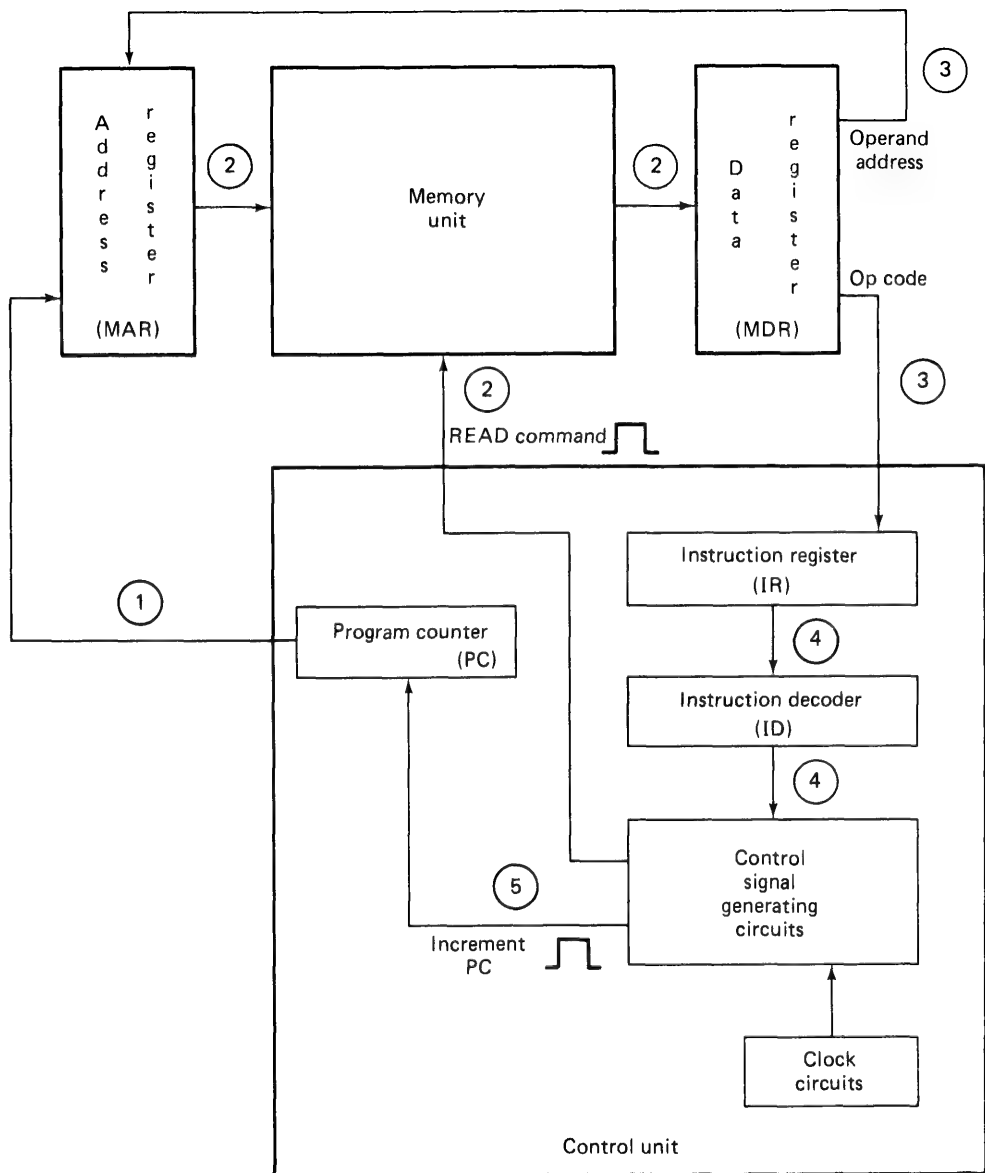 3
Address
register
(MAR)
2
Memory
unit
2
Data
register
(MDR)
Operand
address
Op code
3
2
READ command
1
Program counter
(PC)
Instruction register
(IR)
4
Instruction decoder
(ID)
4
Control
signal
generating
circuits
5
Increment
PC
Clock
circuits
Control unit